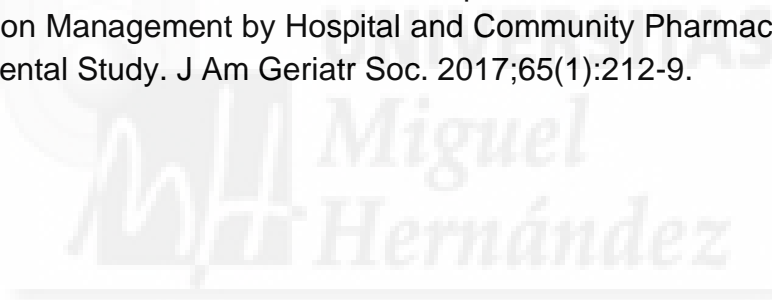 on Management by Hospital and Community Pharmac
ental Study. J Am Geriatr Soc. 2017;65(1):212-9.
UNIVERSITAS
Miguel
Hernández